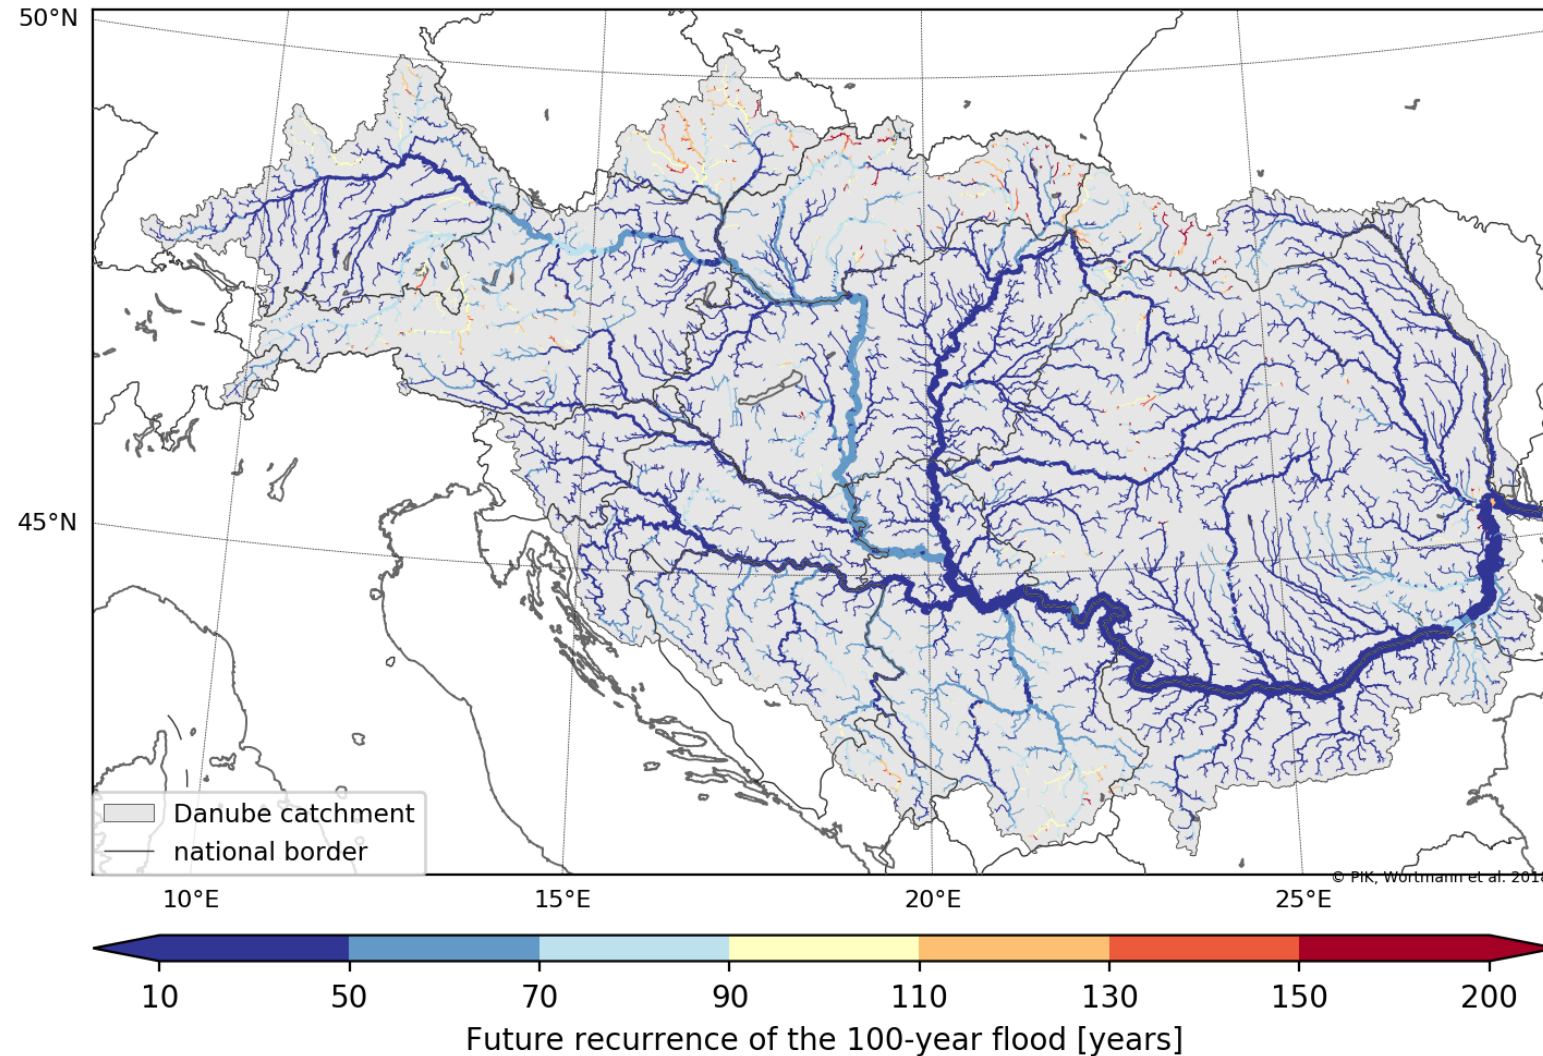 50°N
45°N
Danube catchment
national border
© PIK, Wortmann et al. 2018
10°E
15°E
20°E
25°E
10
50
70
90
110
130
150
200
Future recurrence of the 100-year flood [years]